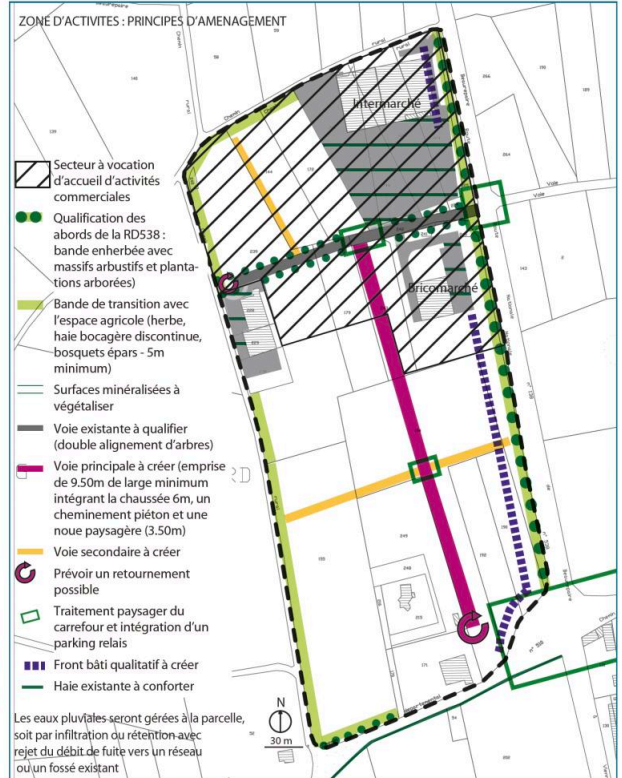 ZONE D'ACTIVITES : PRINCIPES D'AMENAGEMENT
Intermarché
Bricomarché
Secteur à vocation
d'accueil d'activités
commerciales
Qualification des
abords de la RD538 :
bande enherbée avec
massifs arbustifs et planta-
tions arborées)
Bande de transition avec
l'espace agricole (herbe,
haie bocagère discontinue,
bosquets épars - 5m
minimum)
Surfaces minéralisées à
végétaliser
Voie existante à qualifier
(double alignement d'arbres)
Voie principale à créer (emprise
de 9.50m de large minimum
intégrant la chaussée 6m, un
cheminement piéton et une
noue paysagère (3.50m)
Voie secondaire à créer
Prévoir un retournement
possible
Traitement paysager du
carrefour et intégration d'un
parking relais
Front bâti qualitatif à créer
Haie existante à conforter
Les eaux pluviales seront gérées à la parcelle,
soit par infiltration ou rétention avec
rejet du débit de fuite vers un réseau
ou un fossé existant
N
30 m